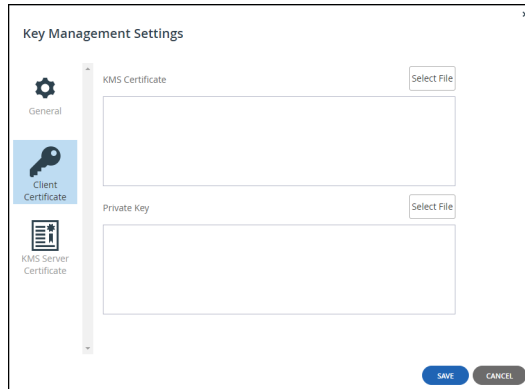 x
Key Management Settings
General
Client
Certificate
KMS Server
Certificate
KMS Certificate
Select File
Private Key
Select File
SAVE
CANCEL